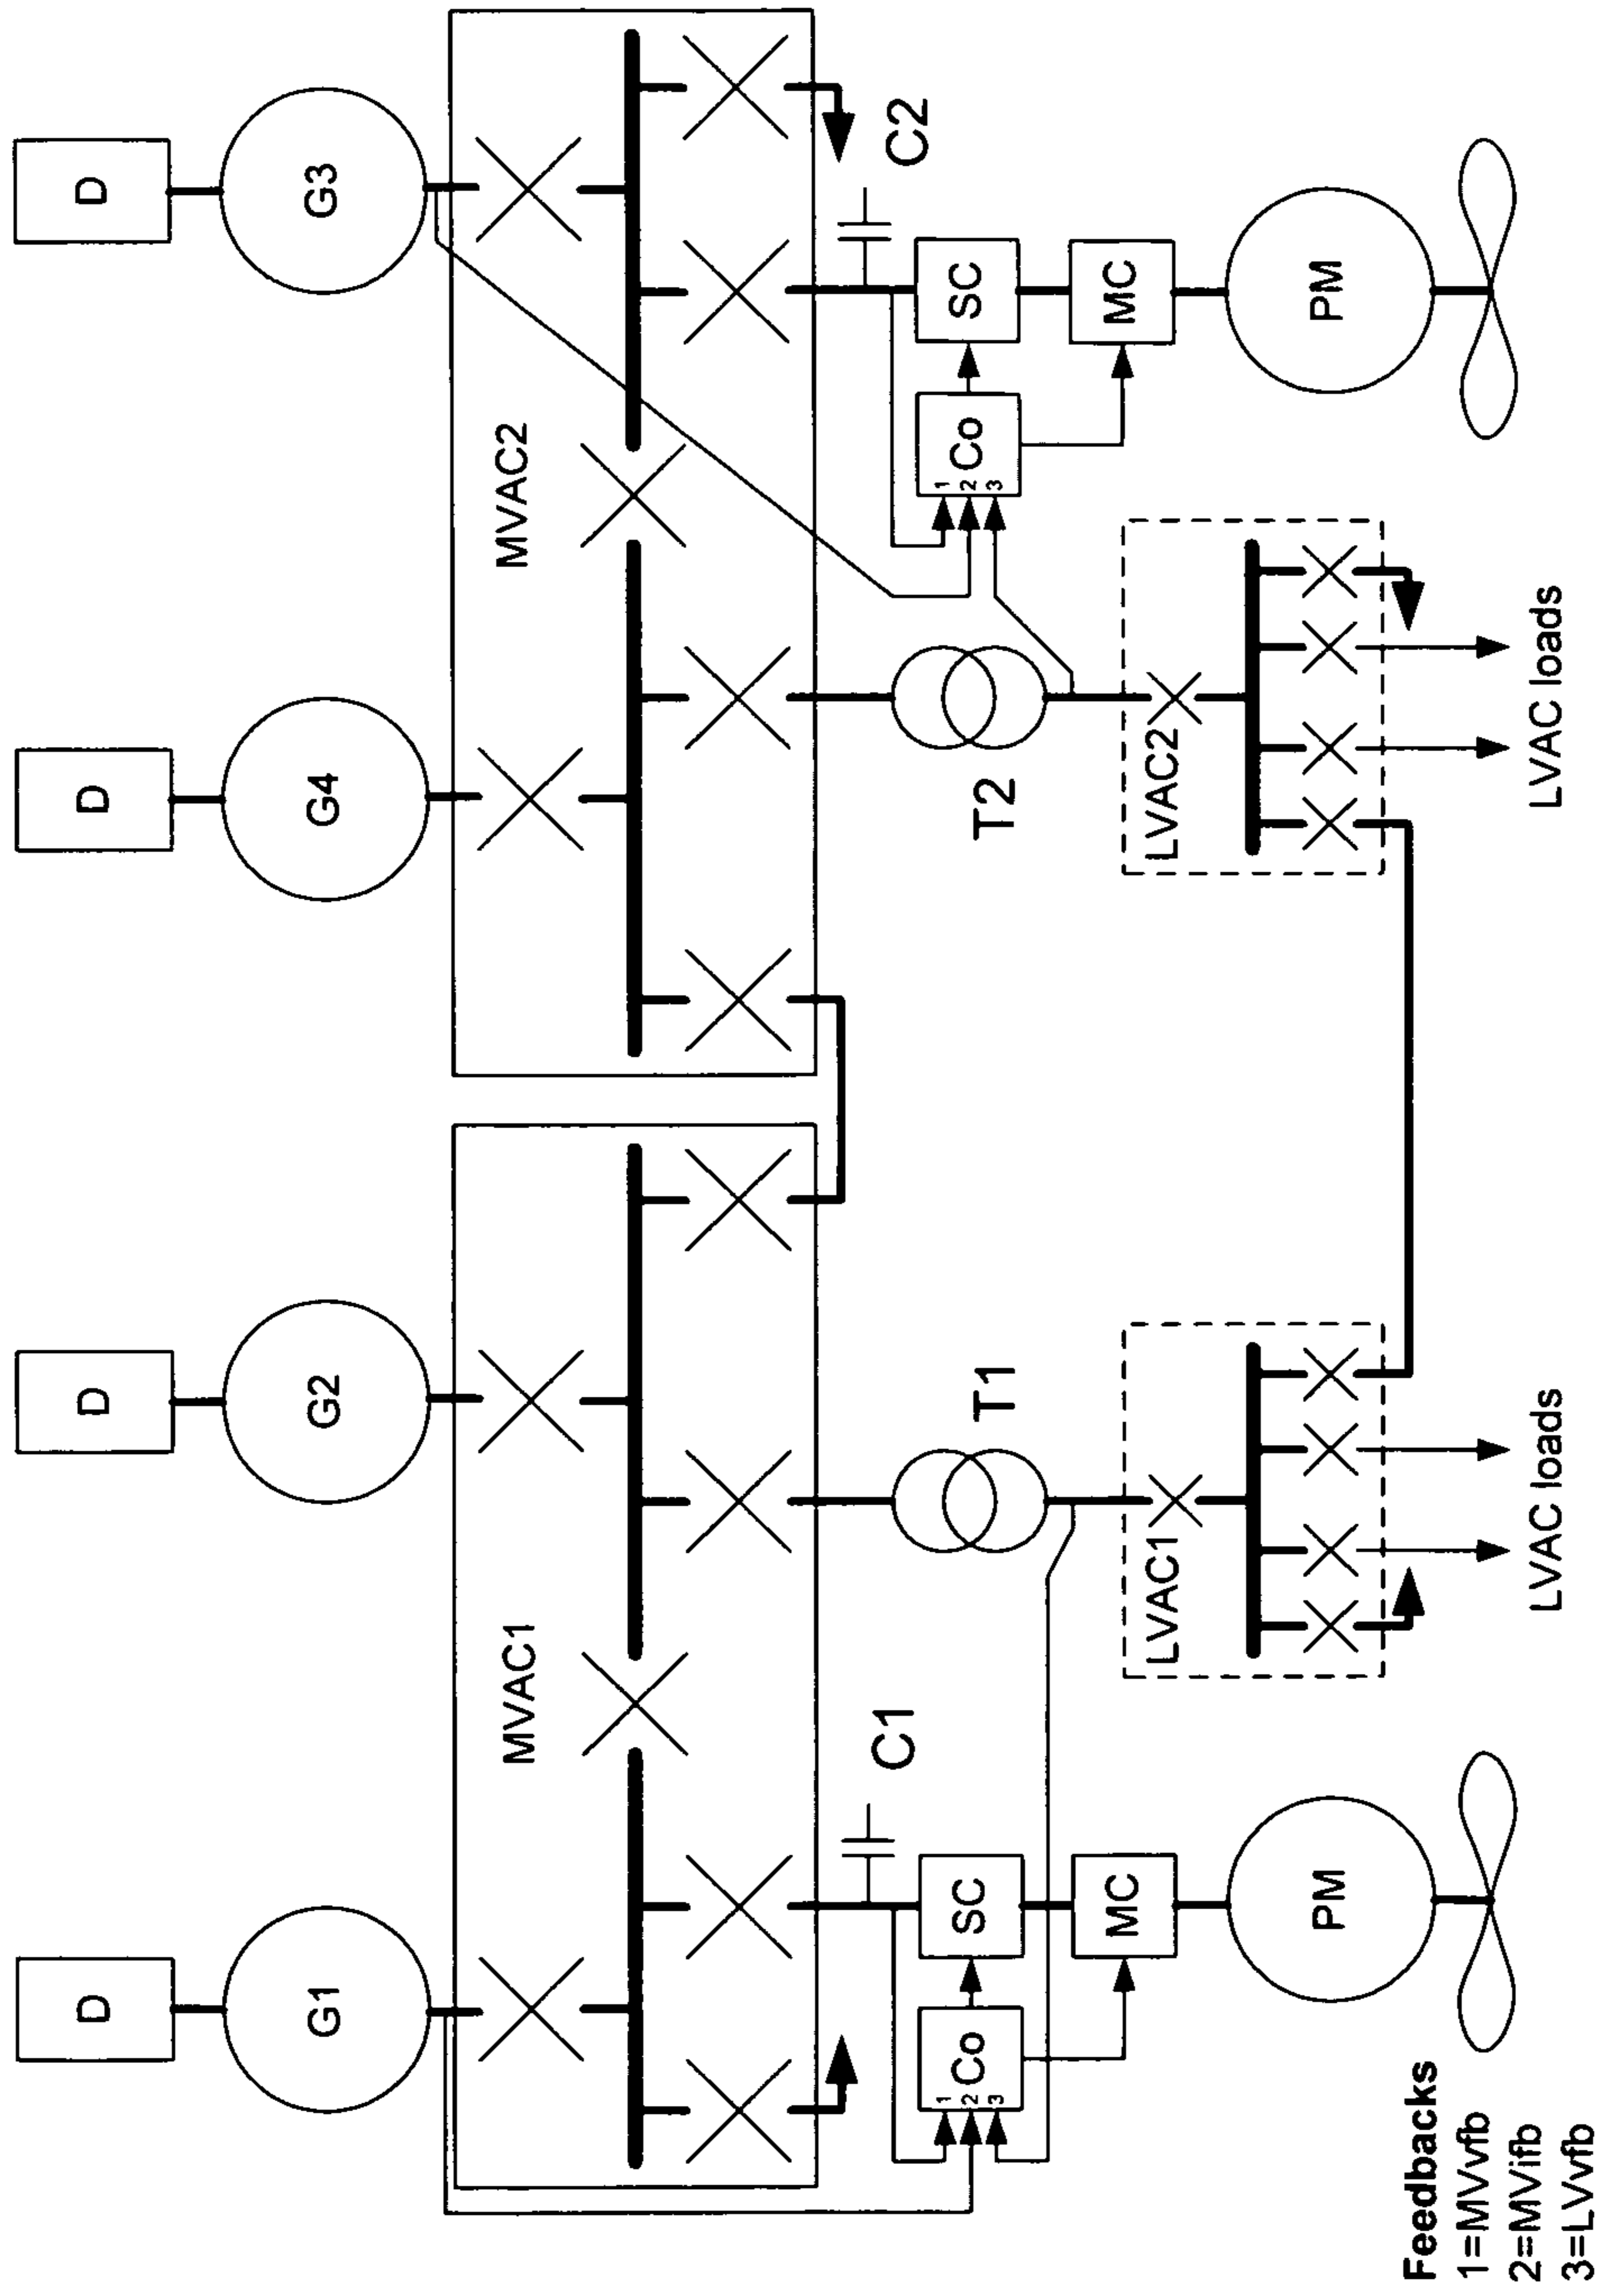 D
D
D
D
G1
G2
G4
G3
MVAC1
MVAC2
C1
C2
T1
T2
Co
1
2
3
SC
MC
PM
Co
1
2
3
SC
MC
PM
LVAC1
LVAC2
LVAC loads
LVAC loads
Feedbacks
1=MVvfb
2=MVifb
3=LVvfb